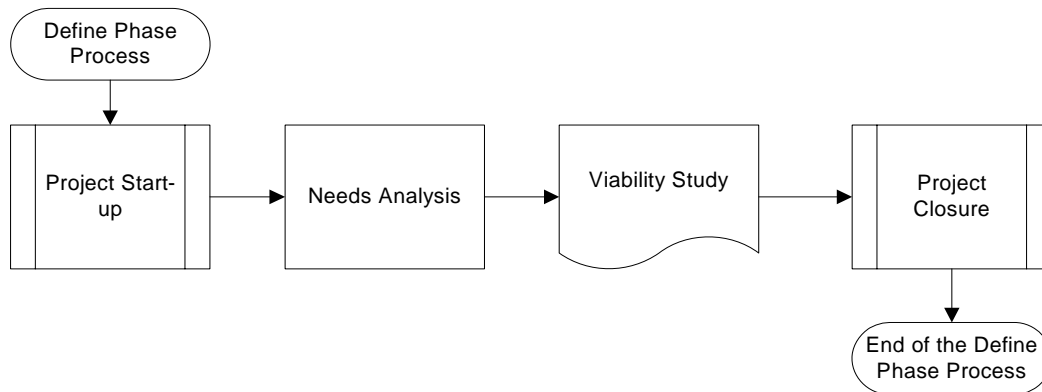 Define Phase
Process
Project Start-
up
Needs Analysis
Viability Study
Project
Closure
End of the Define
Phase Process